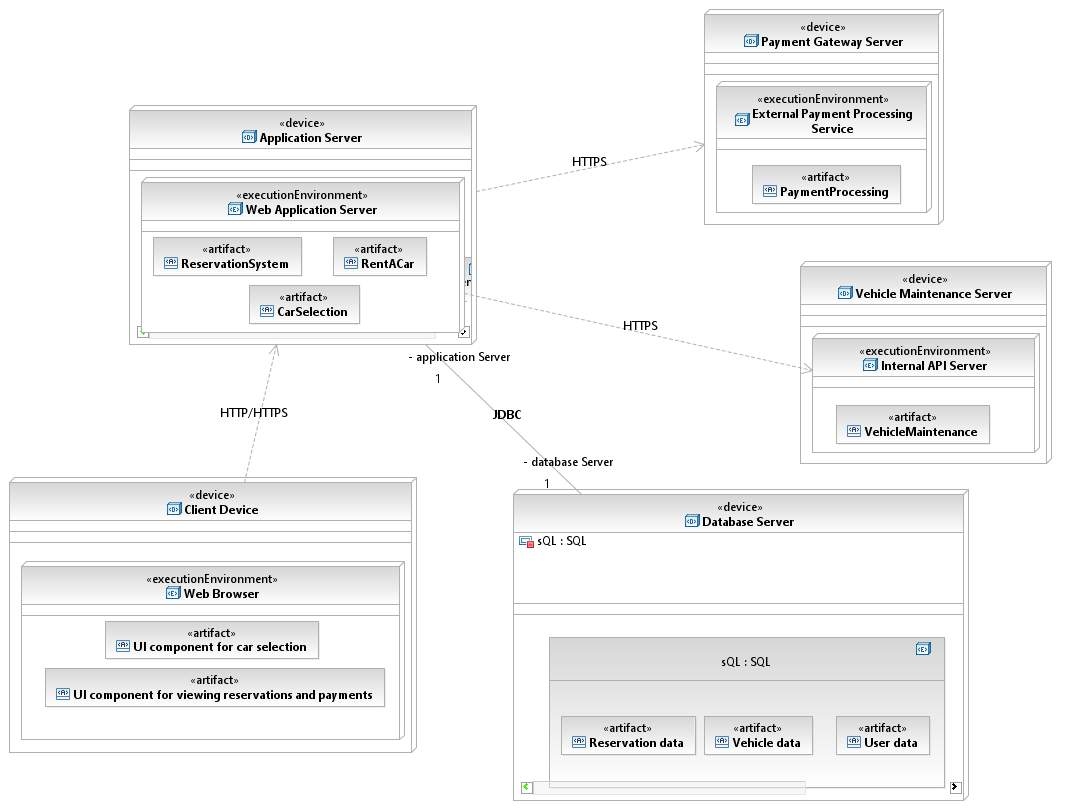 «device»
Payment Gateway Server
«executionEnvironment»
External Payment Processing
Service
«artifact»
PaymentProcessing
«device»
Application Server
«executionEnvironment»
Web Application Server
«artifact»
ReservationSystem
«artifact»
RentACar
«artifact»
CarSelection
HTTPS
«device»
Vehicle Maintenance Server
«executionEnvironment»
Internal API Server
«artifact»
VehicleMaintenance
HTTPS
- application Server
1
HTTP/HTTPS
JDBC
- database Server
1
«device»
Client Device
«executionEnvironment»
Web Browser
«artifact»
UI component for car selection
«artifact»
UI component for viewing reservations and payments
«device»
Database Server
sQL : SQL
sQL : SQL
«artifact»
Reservation data
«artifact»
Vehicle data
«artifact»
User data